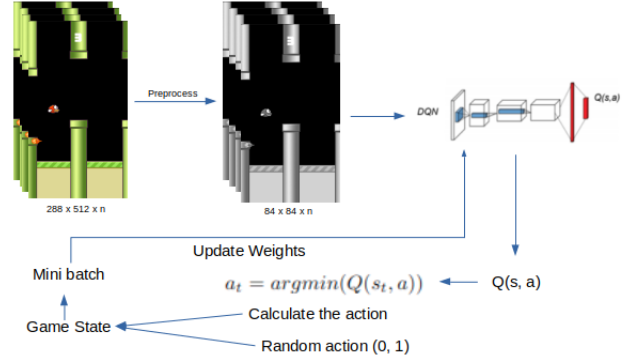 Preprocess
DQN
Q(s,a)
288 x 512 x n
84 x 84 x n
Update Weights
Mini batch
a_t = argmin(Q(s_t, a))
Q(s, a)
Calculate the action
Game State
Random action (0, 1)